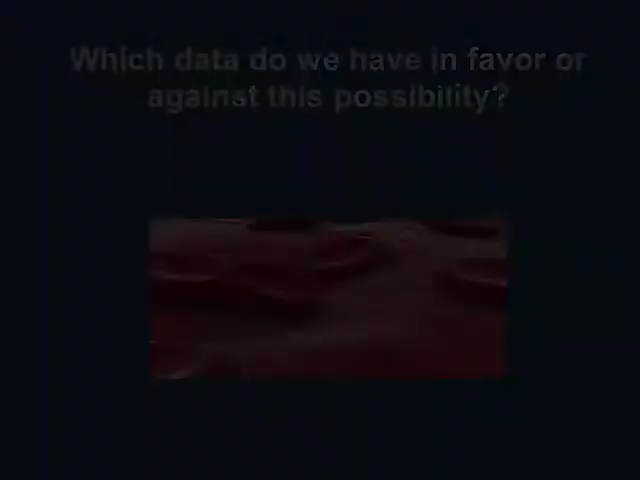 Which data do we have in favor or
against this possibility?